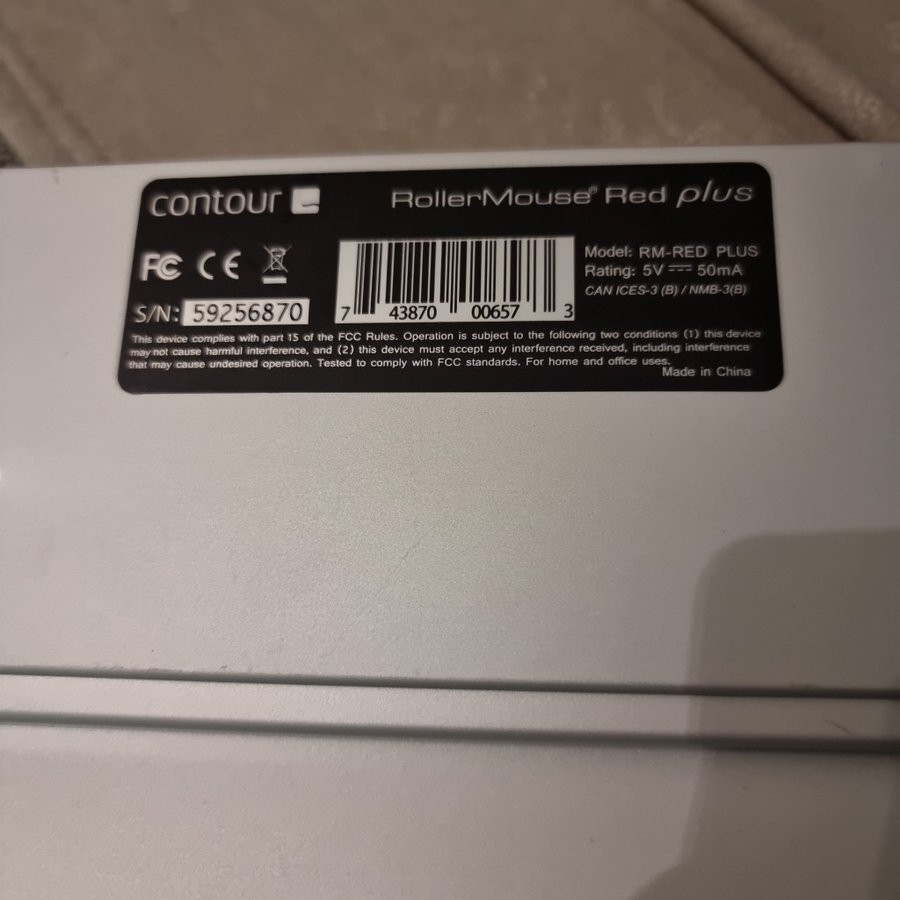 contour
RollerMouse® Red plus
FC CE
Model: RM-RED PLUS
Rating: 5V ⎓ 50mA
CAN ICES-3 (B) / NMB-3(B)
S/N: 59256870
7 43870 00657 3
This device complies with part 15 of the FCC Rules. Operation is subject to the following two conditions (1) this device
may not cause harmful interference, and (2) this device must accept any interference received, including interference
that may cause undesired operation. Tested to comply with FCC standards. For home and office uses.
Made in China